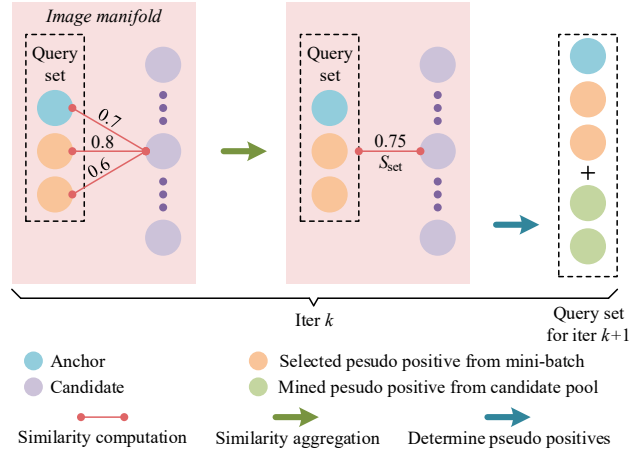 Image manifold
Query
set
0.7
0.8
0.6
Query
set
0.75
S_set
+
Iter k
Query set
for iter k+1
Anchor
Selected pesudo positive from mini-batch
Candidate
Mined pesudo positive from candidate pool
Similarity computation
Similarity aggregation
Determine pseudo positives